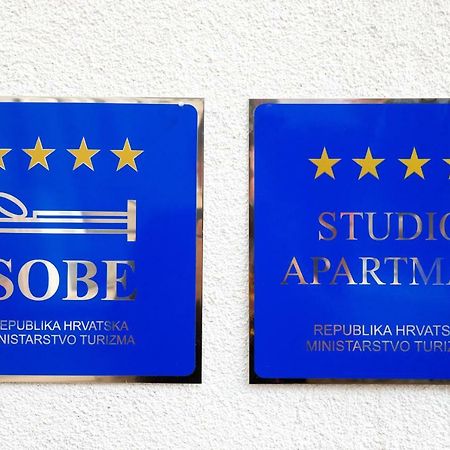 SOBE
REPUBLIKA HRVATSKA
MINISTARSTVO TURIZMA
STUDIO
APARTMA
REPUBLIKA HRVATS
MINISTARSTVO TURIZ